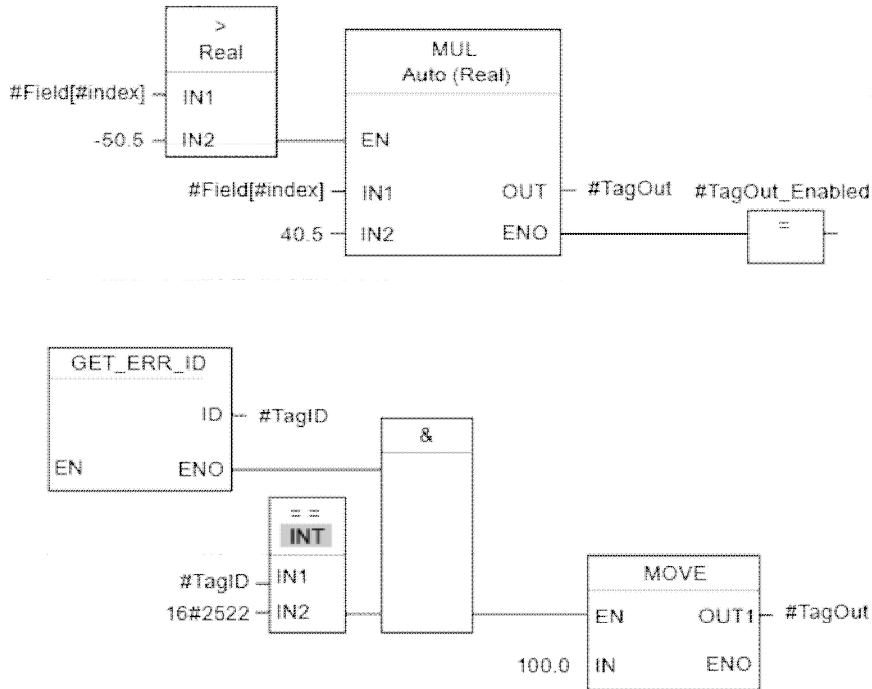 >
Real
#Field[#index]
IN1
-50.5
IN2
MUL
Auto (Real)
EN
#Field[#index]
IN1
OUT
#TagOut
#TagOut_Enabled
40.5
IN2
ENO
=
GET_ERR_ID
ID
#TagID
EN
ENO
&
= =
INT
#TagID
IN1
16#2522
IN2
MOVE
EN
OUT1
#TagOut
100.0
IN
ENO